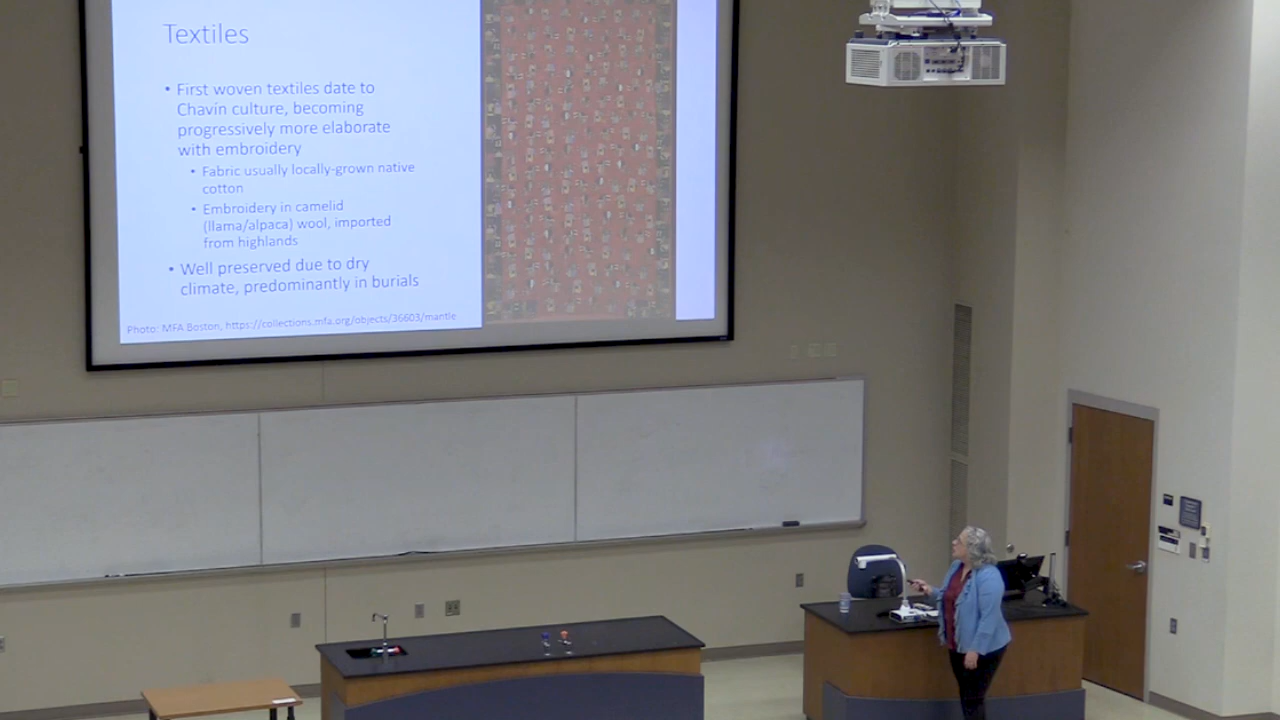 Textiles
• First woven textiles date to
Chavín culture, becoming
progressively more elaborate
with embroidery
• Fabric usually locally-grown native
cotton
• Embroidery in camelid
(llama/alpaca) wool, imported
from highlands
• Well preserved due to dry
climate, predominantly in burials
Photo: MFA Boston, https://collections.mfa.org/objects/36603/mantle